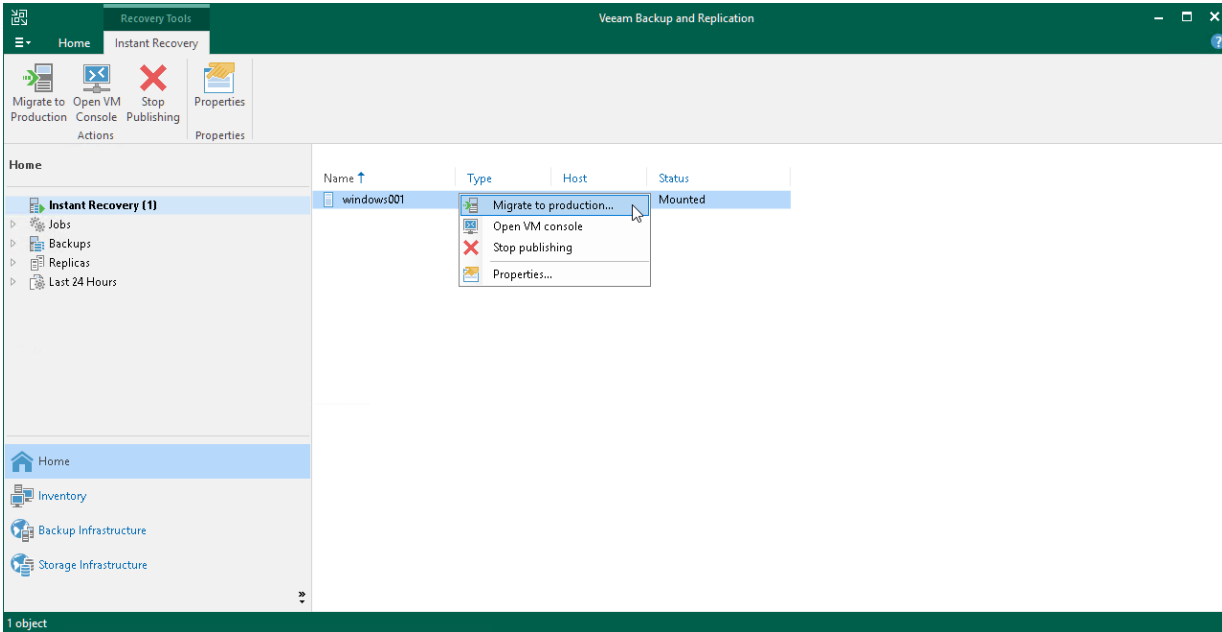 Recovery Tools
Veeam Backup and Replication
Home
Instant Recovery
?
Migrate to Production
Open VM Console
Stop Publishing
Properties
Actions
Properties
Home
Name
Type
Host
Status
Instant Recovery (1)
Jobs
Backups
Replicas
Last 24 Hours
windows001
Mounted
Migrate to production...
Open VM console
Stop publishing
Properties...
Home
Inventory
Backup Infrastructure
Storage Infrastructure
1 object